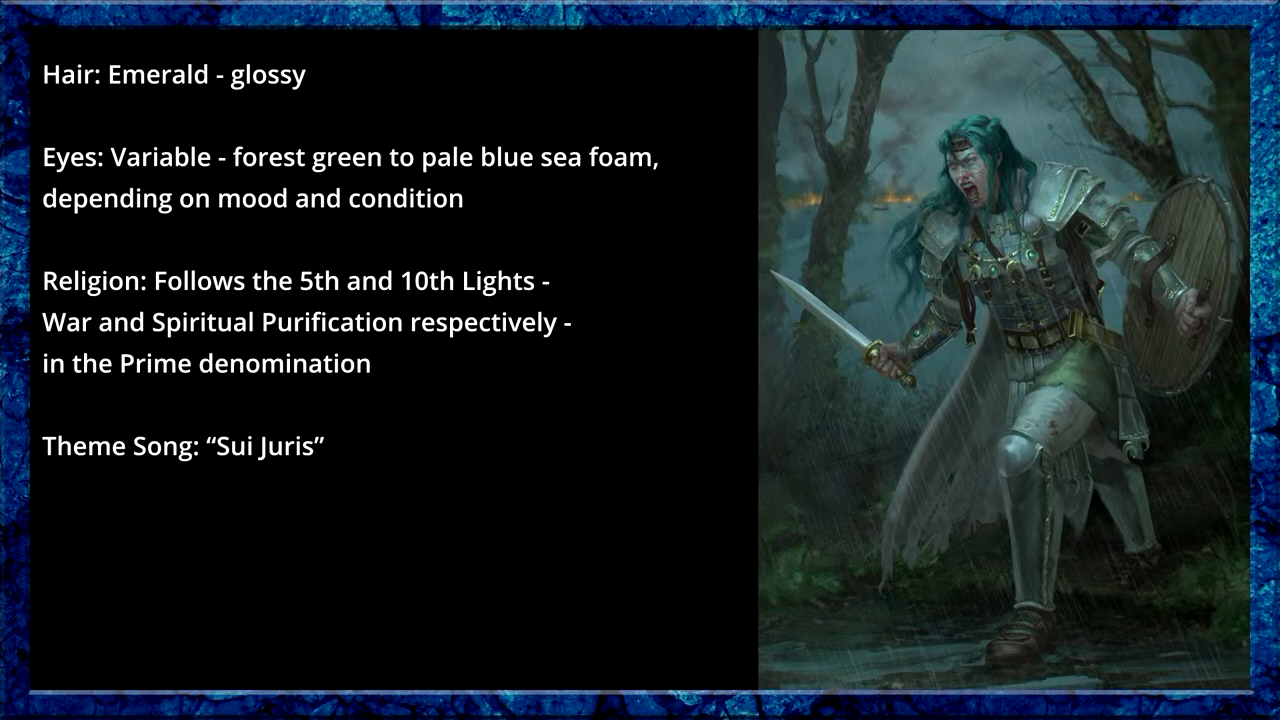 Hair: Emerald - glossy
Eyes: Variable - forest green to pale blue sea foam,
depending on mood and condition
Religion: Follows the 5th and 10th Lights -
War and Spiritual Purification respectively -
in the Prime denomination
Theme Song: “Sui Juris”